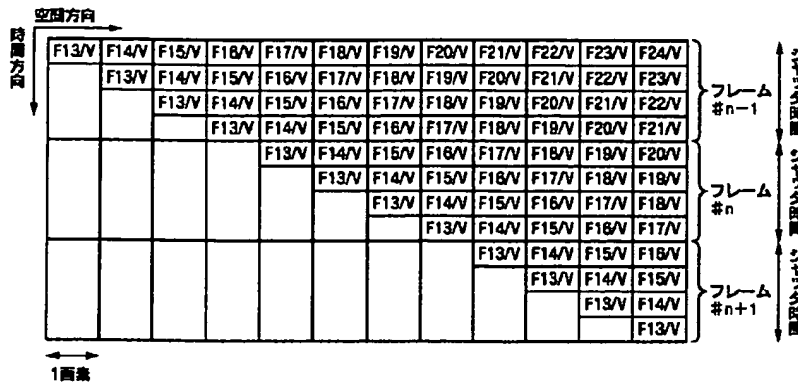 空間方向
時間方向
F13/V F14/V F15/V F16/V F17/V F18/V F19/V F20/V F21/V F22/V F23/V F24/V
F13/V F14/V F15/V F16/V F17/V F18/V F19/V F20/V F21/V F22/V F23/V
F13/V F14/V F15/V F16/V F17/V F18/V F19/V F20/V F21/V F22/V
F13/V F14/V F15/V F16/V F17/V F18/V F19/V F20/V F21/V
フレーム
#n-1
F13/V F14/V F15/V F16/V F17/V F18/V F19/V F20/V
F13/V F14/V F15/V F16/V F17/V F18/V F19/V
F13/V F14/V F15/V F16/V F17/V F18/V
F13/V F14/V F15/V F16/V F17/V
フレーム
#n
F13/V F14/V F15/V F16/V
F13/V F14/V F15/V
F13/V F14/V
F13/V
フレーム
#n+1
1画素